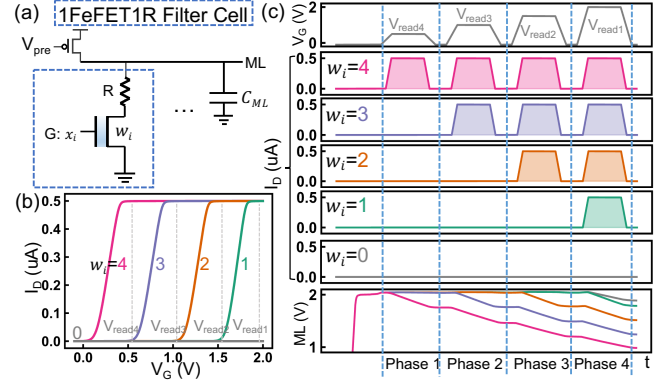 (a)
1FeFET1R Filter Cell
V_pre
ML
R
C_ML
...
G: x_i
w_i
(b)
I_D (uA)
0.5
0.4
0.3
0.2
0.1
0.0
w_i=4
3
2
1
0
V_read4
V_read3
V_read2
V_read1
0.0
0.5
1.0
1.5
2.0
V_G (V)
(c)
V_G (V)
2
0
V_read4
V_read3
V_read2
V_read1
I_D (uA)
w_i=4
0.5
0.0
w_i=3
0.5
0.0
w_i=2
0.5
0.0
w_i=1
0.5
0.0
w_i=0
0.5
0.0
ML (V)
2
1
Phase 1
Phase 2
Phase 3
Phase 4
t